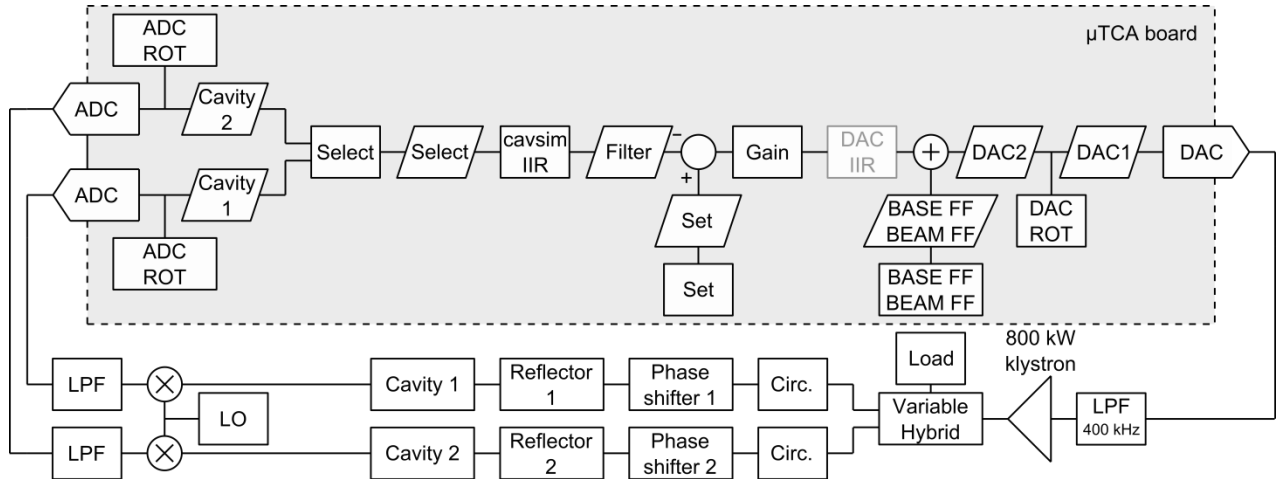 ADC
ROT
µTCA board
ADC
Cavity
2
Select
Select
cavsim
IIR
Filter
-
+
Gain
DAC
IIR
+
DAC2
DAC1
DAC
ADC
Cavity
1
ADC
ROT
Set
Set
BASE FF
BEAM FF
BASE FF
BEAM FF
DAC
ROT
800 kW
klystron
Load
LPF
Cavity 1
Reflector
1
Phase
shifter 1
Circ.
LO
Variable
Hybrid
LPF
400 kHz
LPF
Cavity 2
Reflector
2
Phase
shifter 2
Circ.